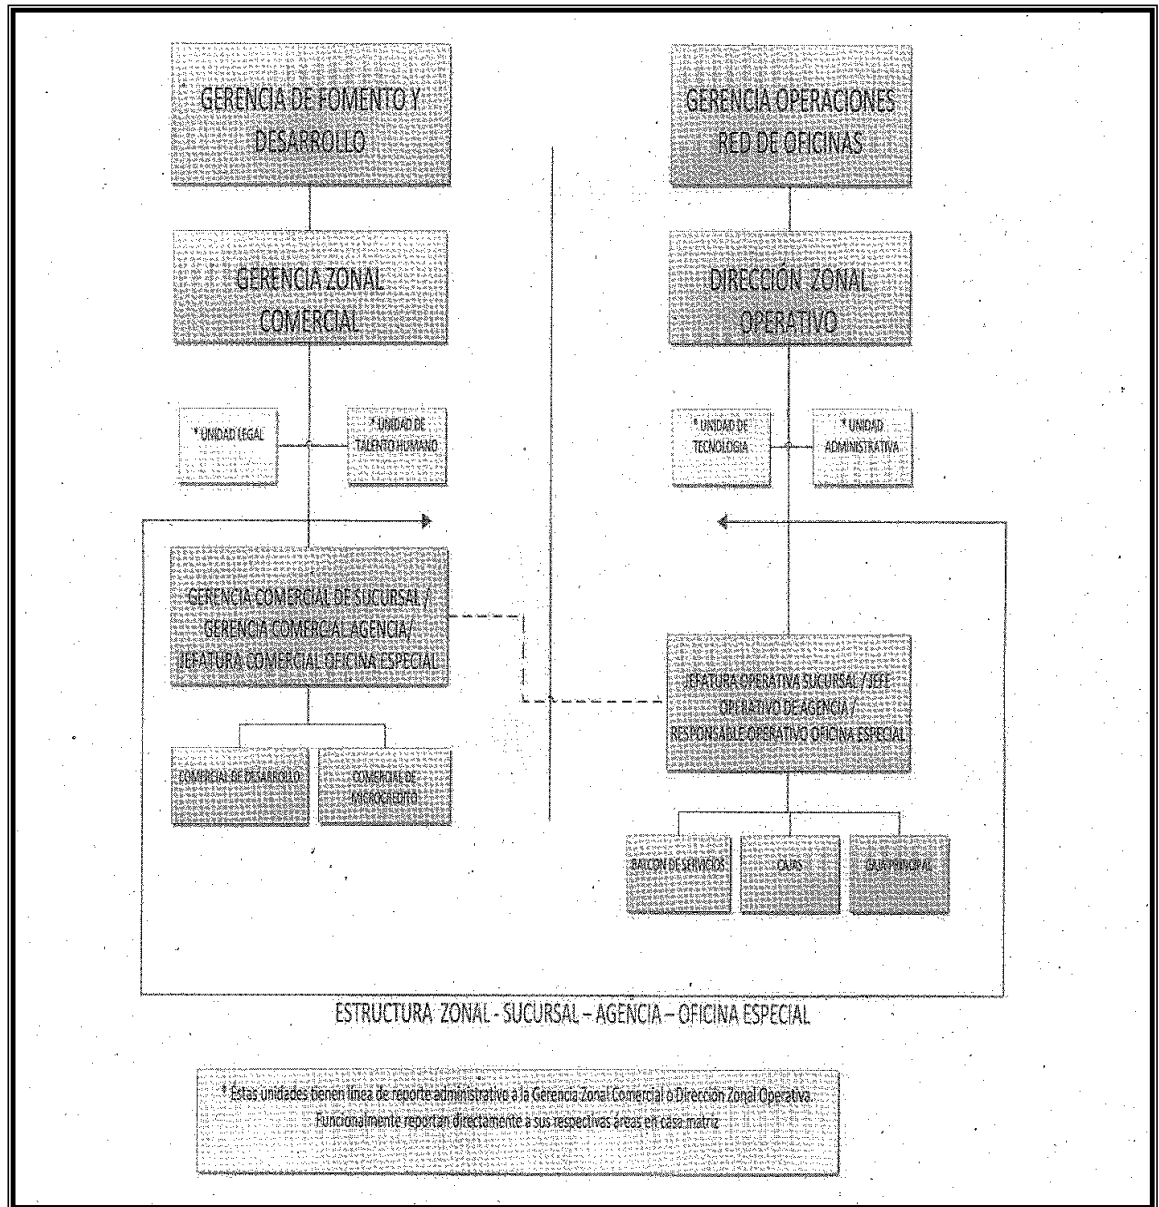 GERENCIA DE FOMENTO Y
DESARROLLO
GERENCIA OPERACIONES
RED DE OFICINAS
GERENCIA ZONAL
COMERCIAL
DIRECCIÓN ZONAL
OPERATIVO
* UNIDAD LEGAL
* UNIDAD DE
TALENTO HUMANO
* UNIDAD DE
TECNOLOGIA
* UNIDAD
ADMINISTRATIVA
GERENCIA COMERCIAL DE SUCURSAL /
GERENCIA COMERCIAL AGENCIA/
JEFATURA COMERCIAL OFICINA ESPECIAL
JEFATURA OPERATIVA SUCURSAL / JEFE
OPERATIVO DE AGENCIA /
RESPONSABLE OPERATIVO OFICINA ESPECIAL
COMERCIAL DE DESARROLLO
COMERCIAL DE
MICROCREDITO
BALCON DE SERVICIOS
CAJAS
CAJA PRINCIPAL
ESTRUCTURA ZONAL - SUCURSAL – AGENCIA – OFICINA ESPECIAL
* Estas unidades tienen línea de reporte administrativo a la Gerencia Zonal Comercial o Dirección Zonal Operativa.
Funcionalmente reportan directamente a sus respectivas áreas en casa matriz